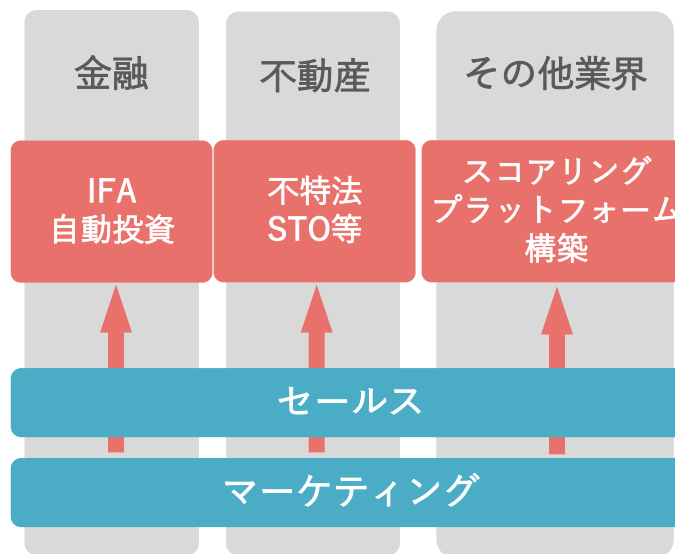 金融
不動産
その他業界
IFA
自動投資
不特法
STO等
スコアリング
プラットフォーム
構築
セールス
マーケティング